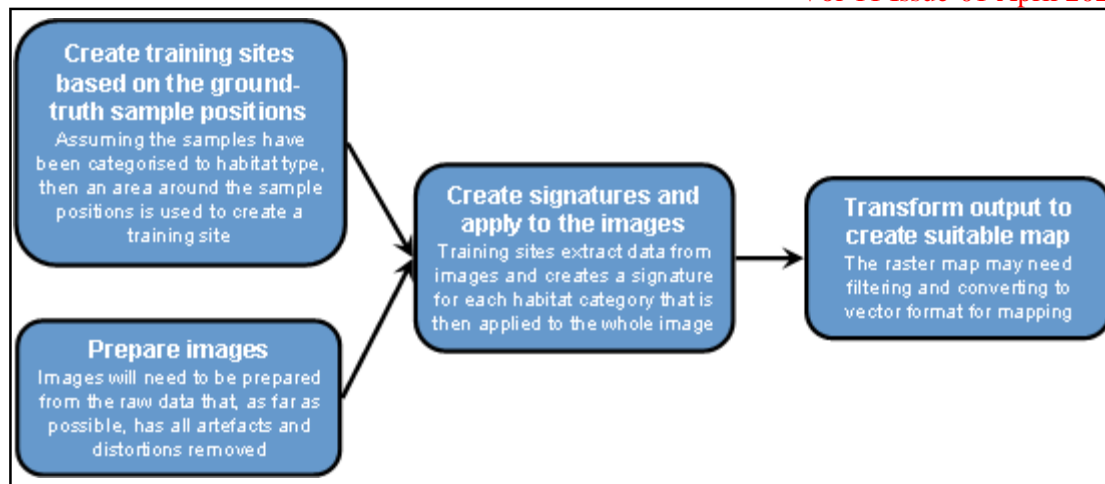 Create training sites
based on the ground-
truth sample positions
Assuming the samples have
been categorised to habitat type,
then an area around the sample
positions is used to create a
training site
Prepare images
Images will need to be prepared
from the raw data that, as far as
possible, has all artefacts and
distortions removed
Create signatures and
apply to the images
Training sites extract data from
images and creates a signature
for each habitat category that is
then applied to the whole image
Transform output to
create suitable map
The raster map may need
filtering and converting to
vector format for mapping